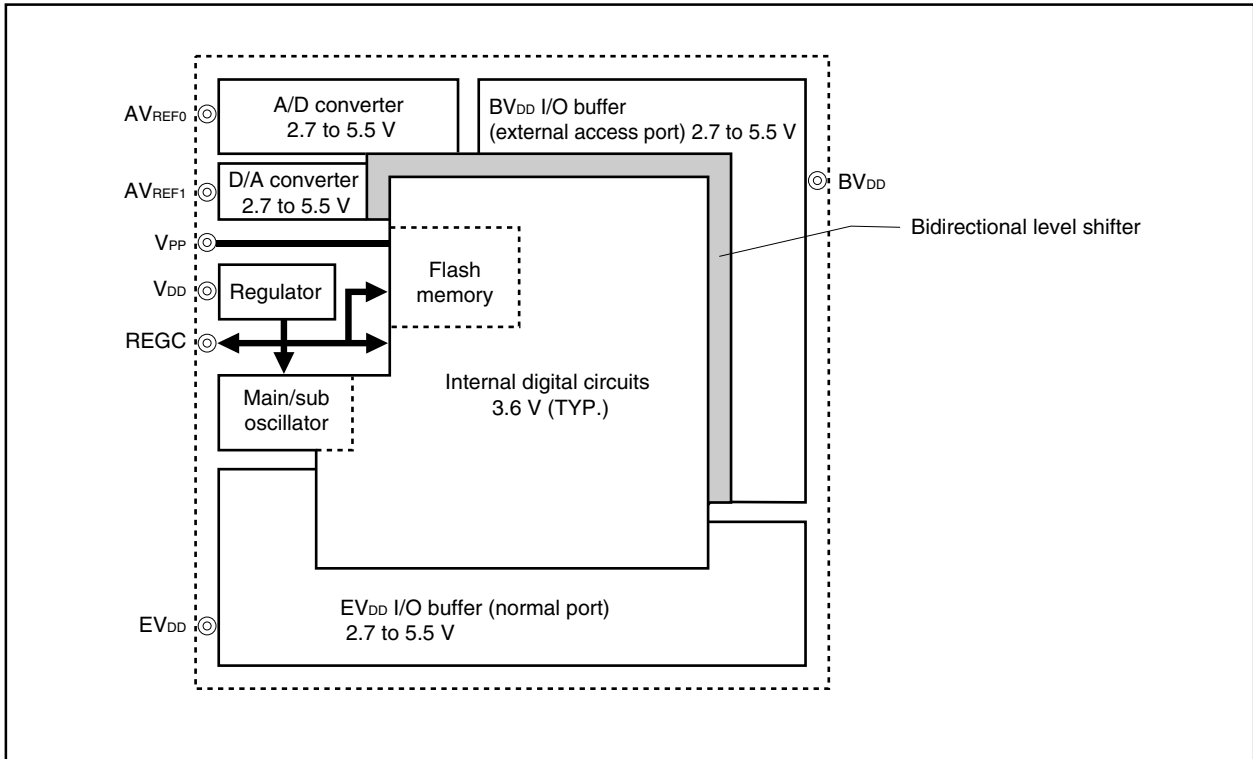 AVREF0
A/D converter
2.7 to 5.5 V
BVDD I/O buffer
(external access port) 2.7 to 5.5 V
AVREF1
D/A converter
2.7 to 5.5 V
BVDD
Bidirectional level shifter
VPP
Flash
memory
VDD
Regulator
REGC
Main/sub
oscillator
Internal digital circuits
3.6 V (TYP.)
EVDD
EVDD I/O buffer (normal port)
2.7 to 5.5 V